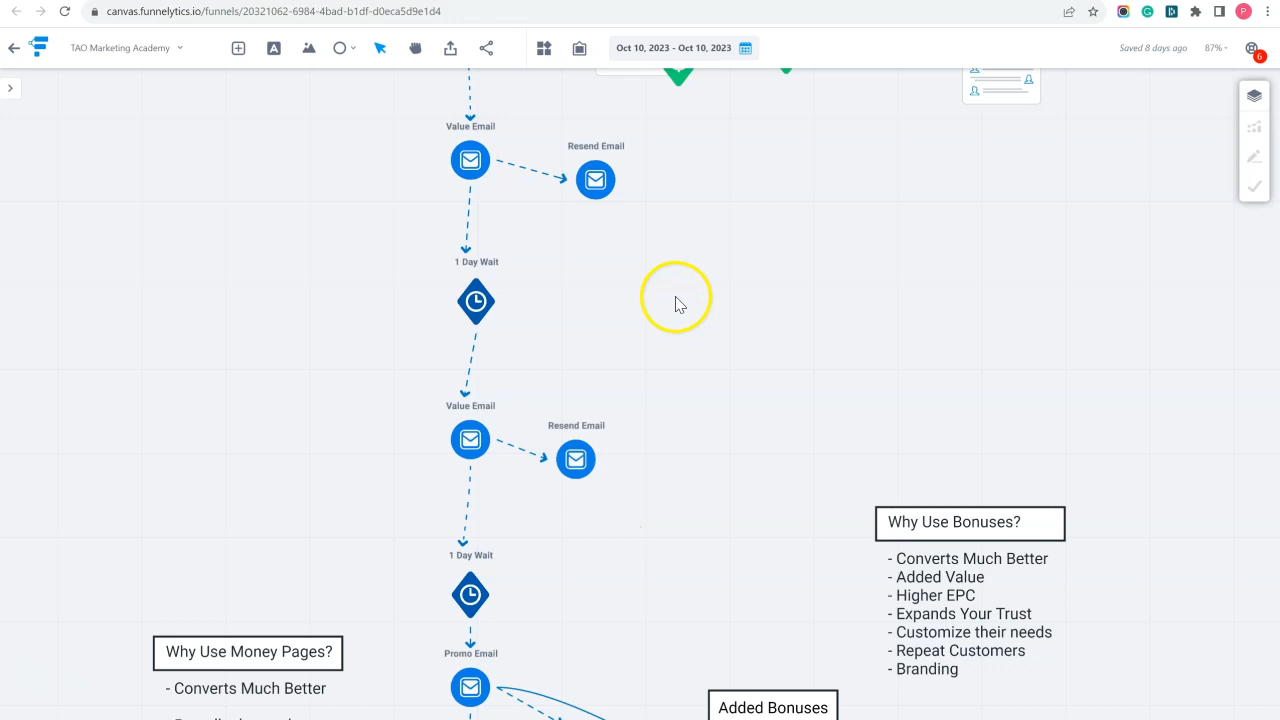 canvas.funnelytics.io/funnels/20321062-6984-4bad-b1df-d0eca5d9e1d4
P
TAO Marketing Academy
A
Oct 10, 2023 - Oct 10, 2023
Saved 8 days ago
87%
6
Value Email
Resend Email
1 Day Wait
Value Email
Resend Email
1 Day Wait
Promo Email
Why Use Bonuses?
- Converts Much Better
- Added Value
- Higher EPC
- Expands Your Trust
- Customize their needs
- Repeat Customers
- Branding
Why Use Money Pages?
- Converts Much Better
Added Bonuses